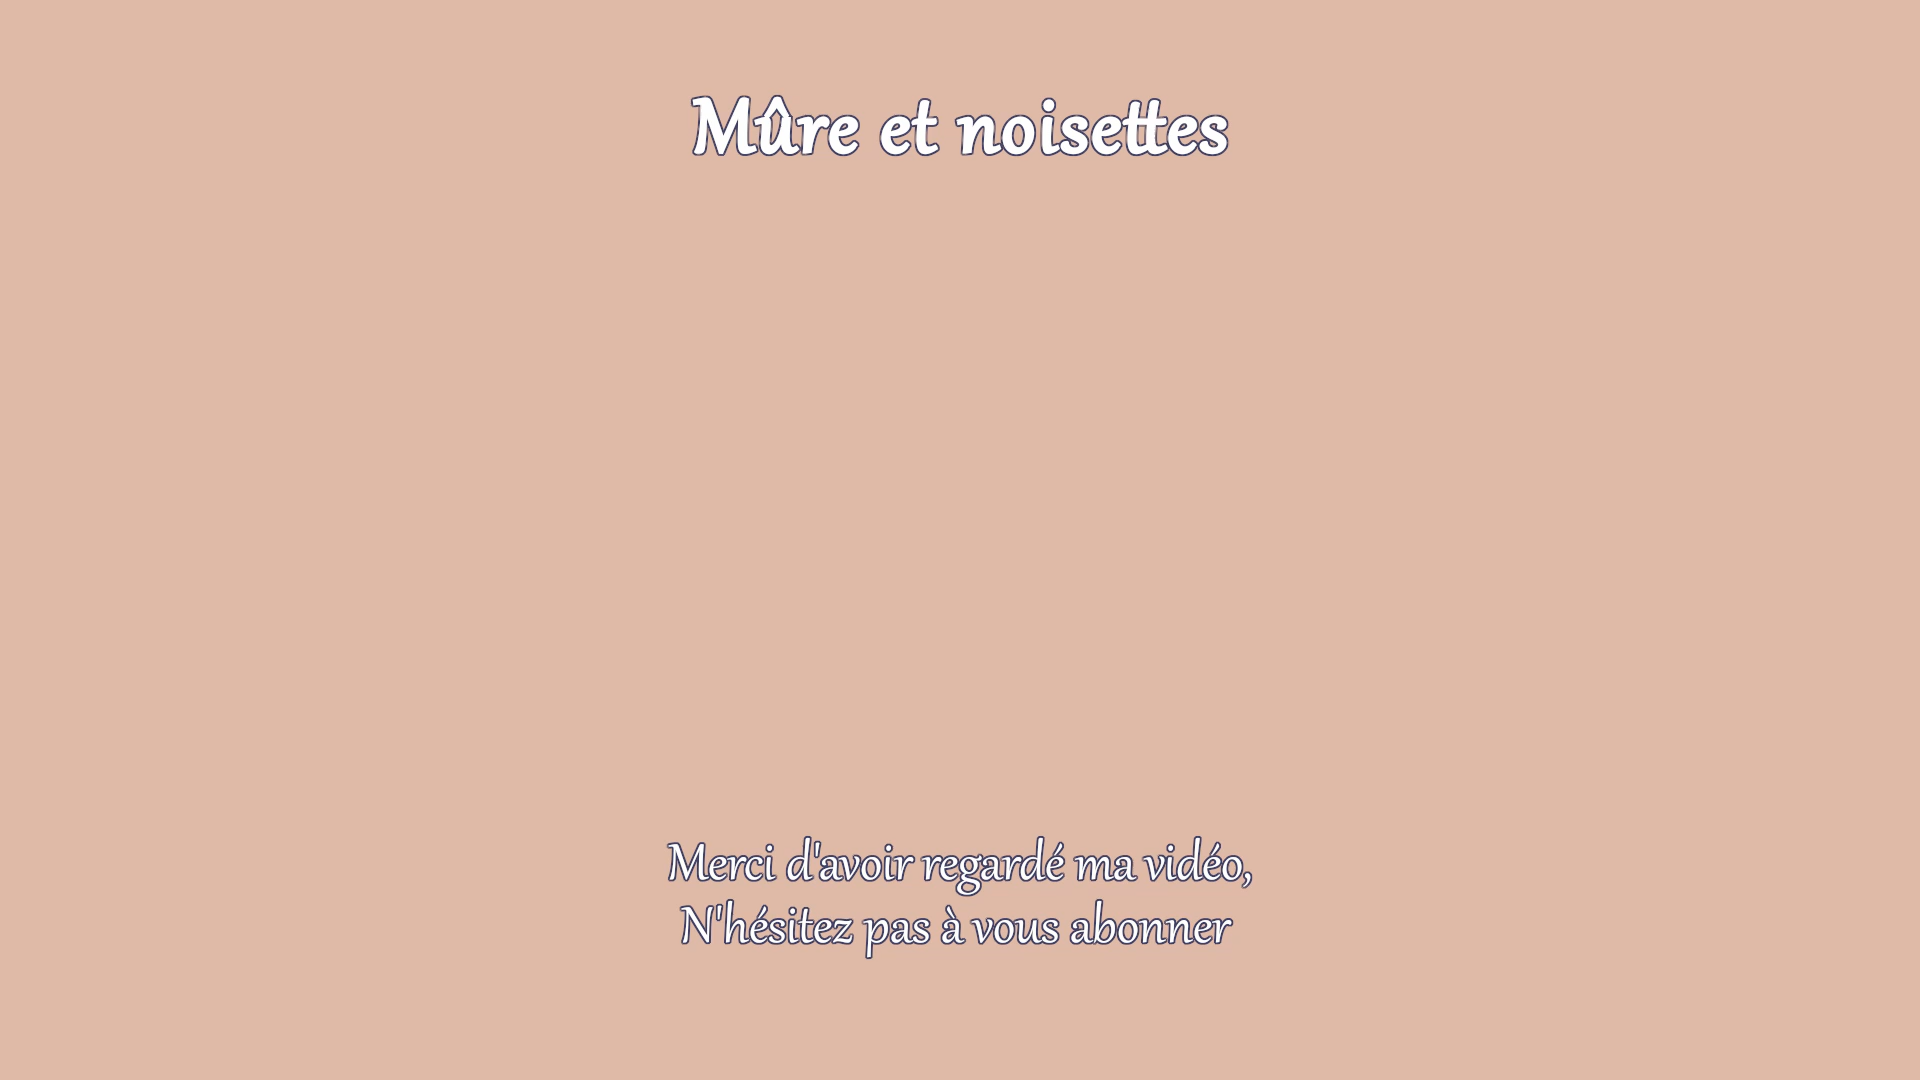 Mûre et noisettes
Merci d'avoir regardé ma vidéo,
N'hésitez pas à vous abonner